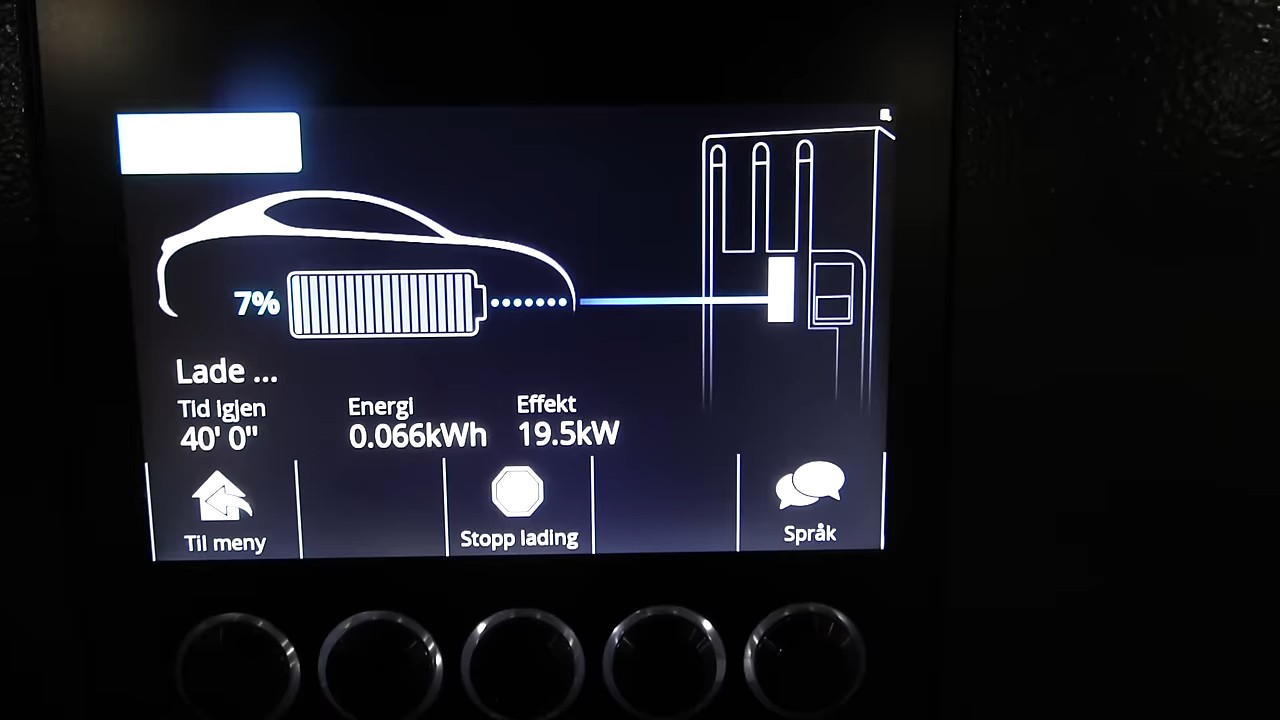 7%
Lade ...
Tid igjen
40' 0"
Energi
0.066kWh
Effekt
19.5kW
Til meny
Stopp lading
Språk